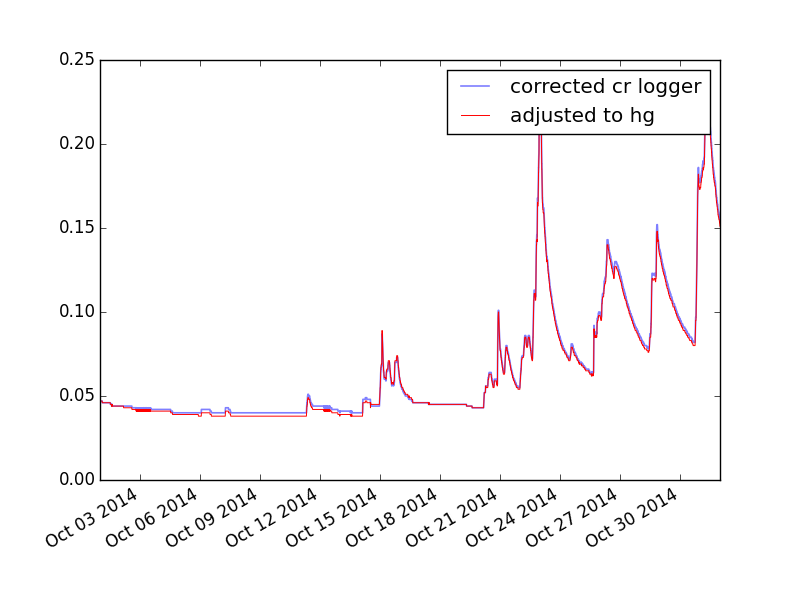 0.25
corrected cr logger
adjusted to hg
0.20
0.15
0.10
0.05
0.00
Oct 03 2014
Oct 06 2014
Oct 09 2014
Oct 12 2014
Oct 15 2014
Oct 18 2014
Oct 21 2014
Oct 24 2014
Oct 27 2014
Oct 30 2014